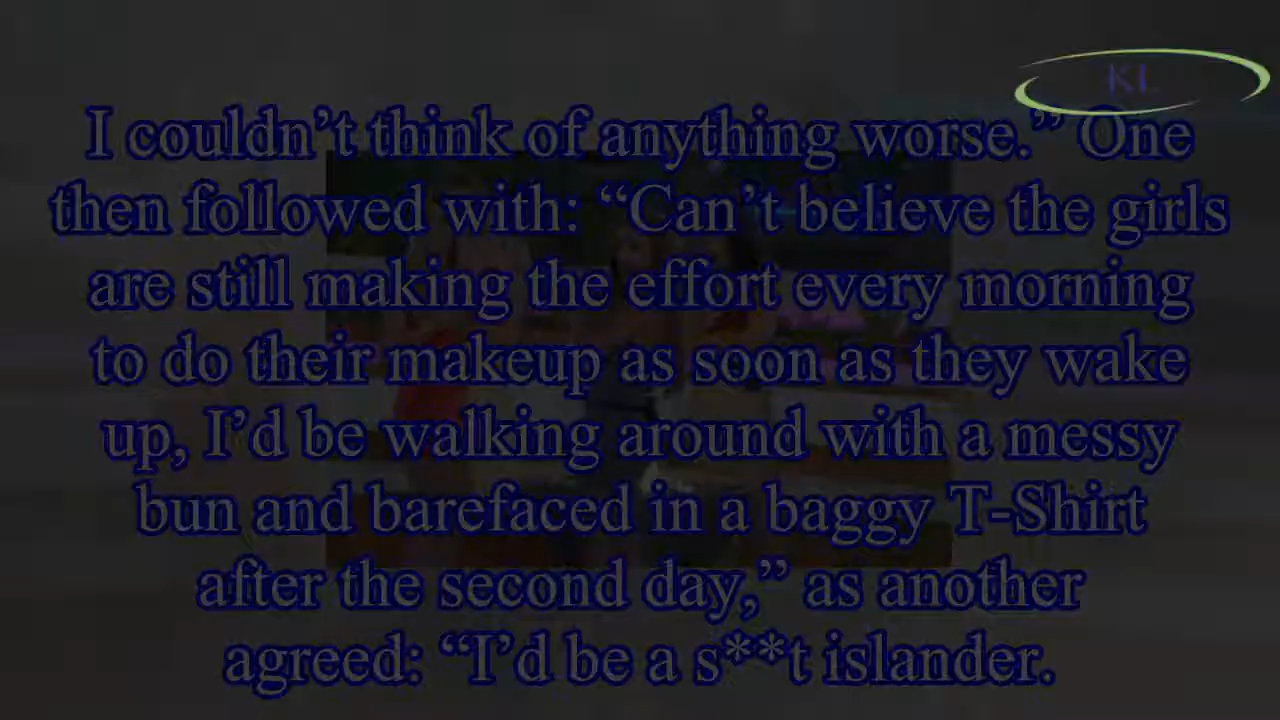 KL
I couldn’t think of anything worse.” One
then followed with: “Can’t believe the girls
are still making the effort every morning
to do their makeup as soon as they wake
up, I’d be walking around with a messy
bun and barefaced in a baggy T-Shirt
after the second day,” as another
agreed: “I’d be a s**t islander.